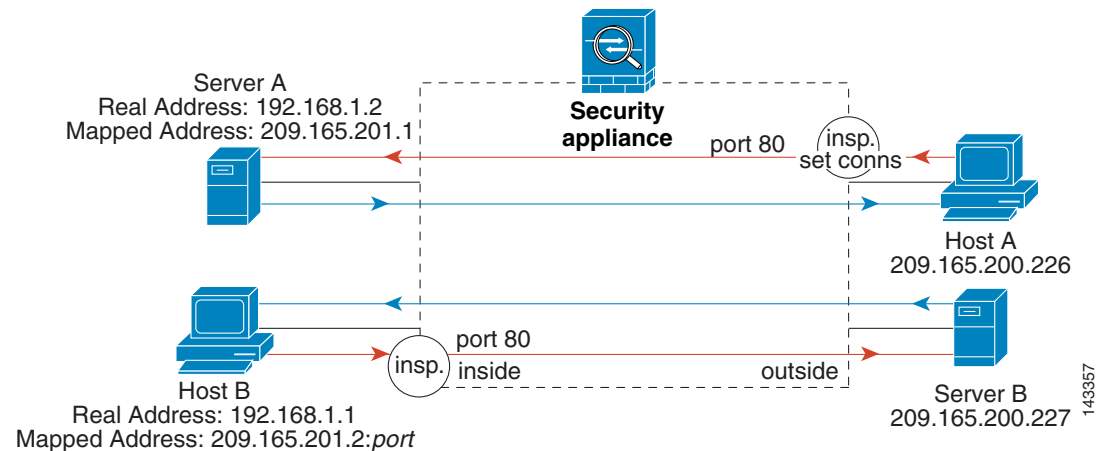 Server A
Real Address: 192.168.1.2
Mapped Address: 209.165.201.1
Security
appliance
port 80
insp.
set conns
Host A
209.165.200.226
port 80
insp.
inside
outside
Host B
Real Address: 192.168.1.1
Mapped Address: 209.165.201.2:port
Server B
209.165.200.227
143357